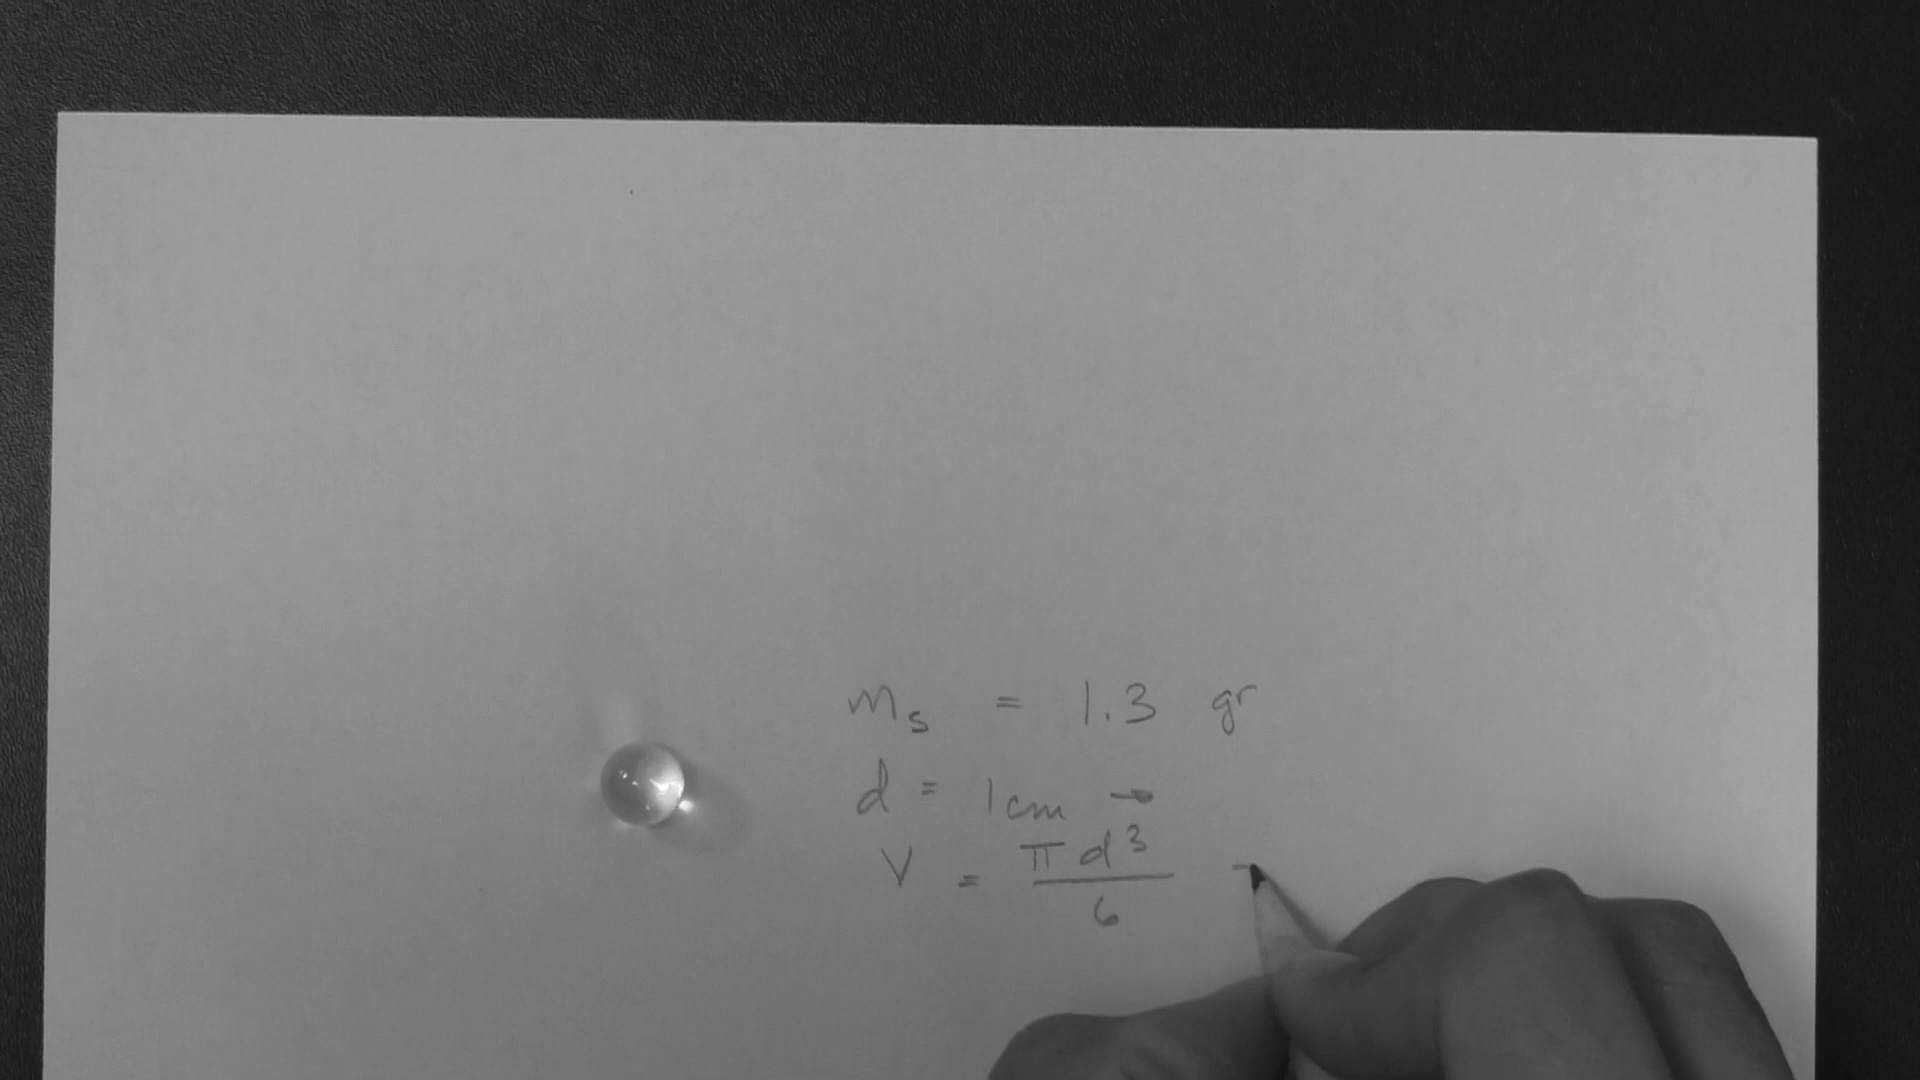 ms = 1.3 gr
d = 1cm →
V = πd³/6